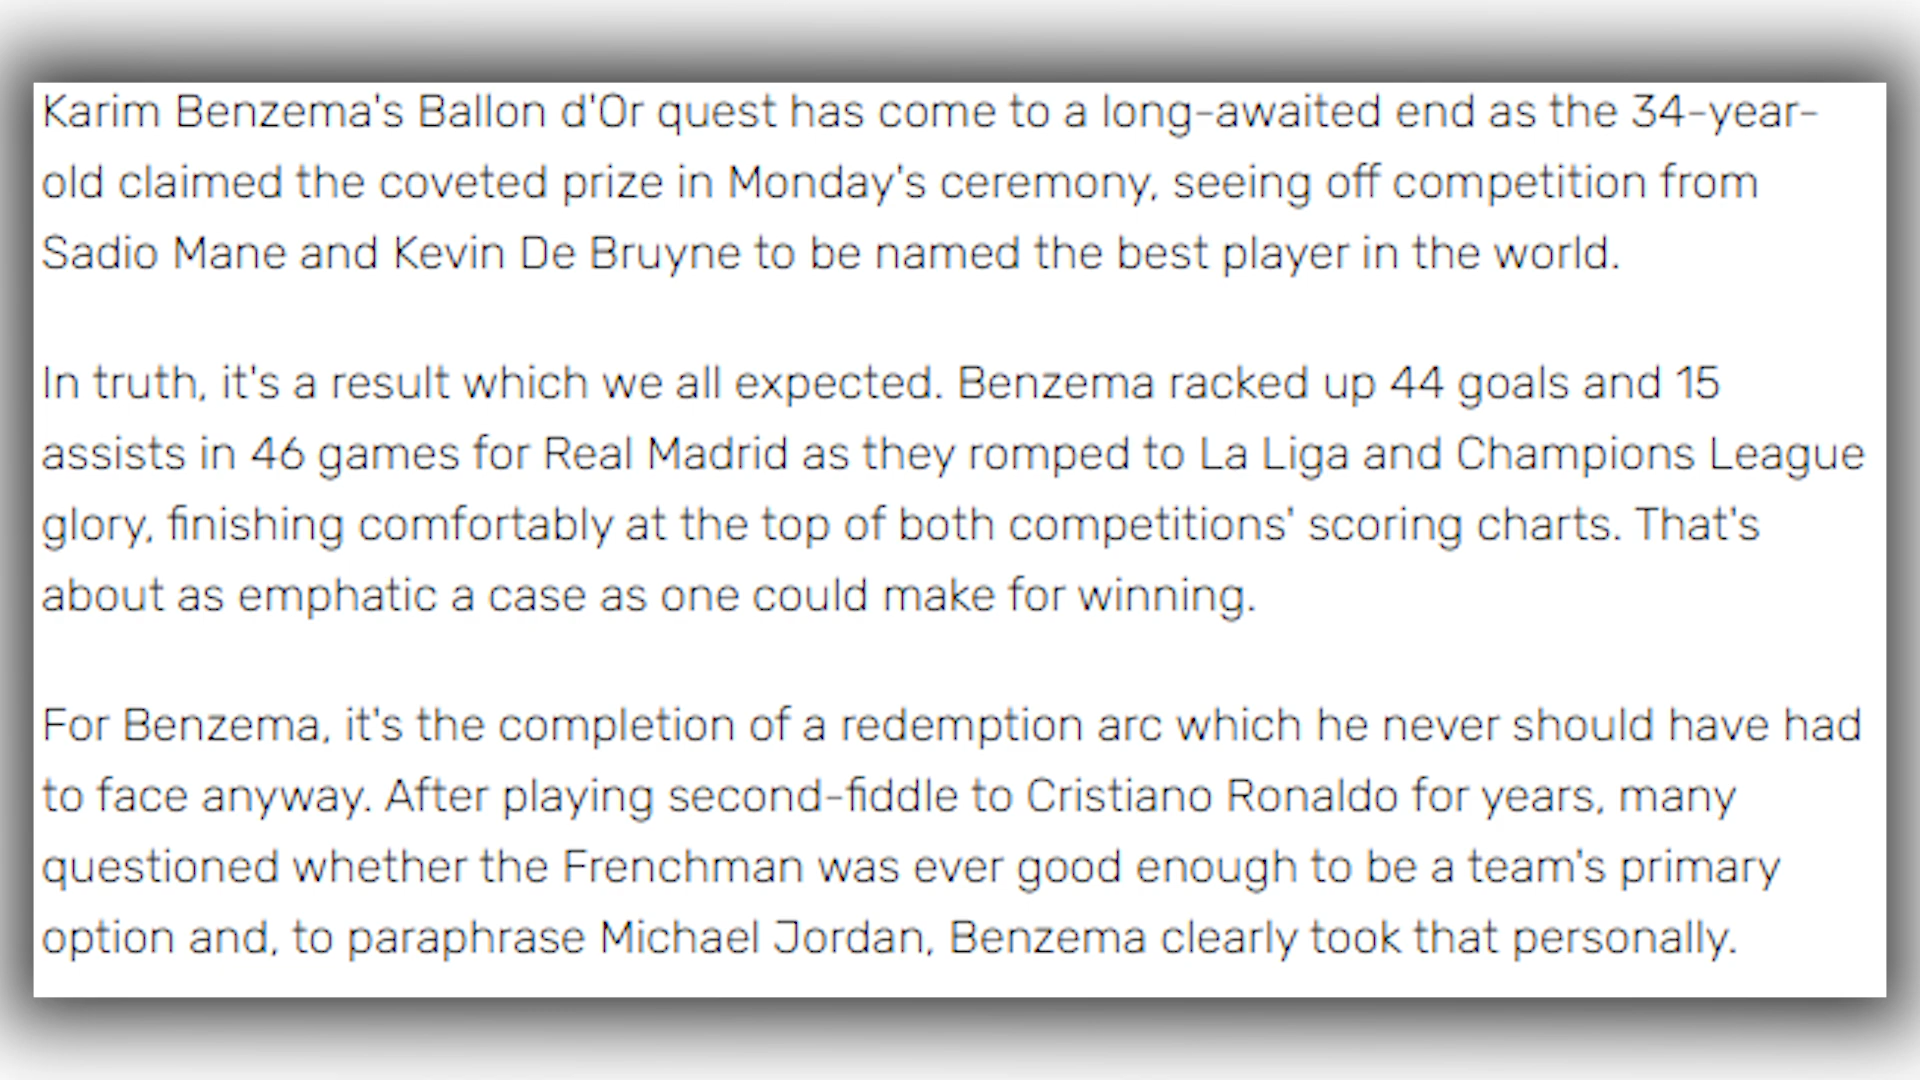 Karim Benzema's Ballon d'Or quest has come to a long-awaited end as the 34-year-
old claimed the coveted prize in Monday's ceremony, seeing off competition from
Sadio Mane and Kevin De Bruyne to be named the best player in the world.
In truth, it's a result which we all expected. Benzema racked up 44 goals and 15
assists in 46 games for Real Madrid as they romped to La Liga and Champions League
glory, finishing comfortably at the top of both competitions' scoring charts. That's
about as emphatic a case as one could make for winning.
For Benzema, it's the completion of a redemption arc which he never should have had
to face anyway. After playing second-fiddle to Cristiano Ronaldo for years, many
questioned whether the Frenchman was ever good enough to be a team's primary
option and, to paraphrase Michael Jordan, Benzema clearly took that personally.